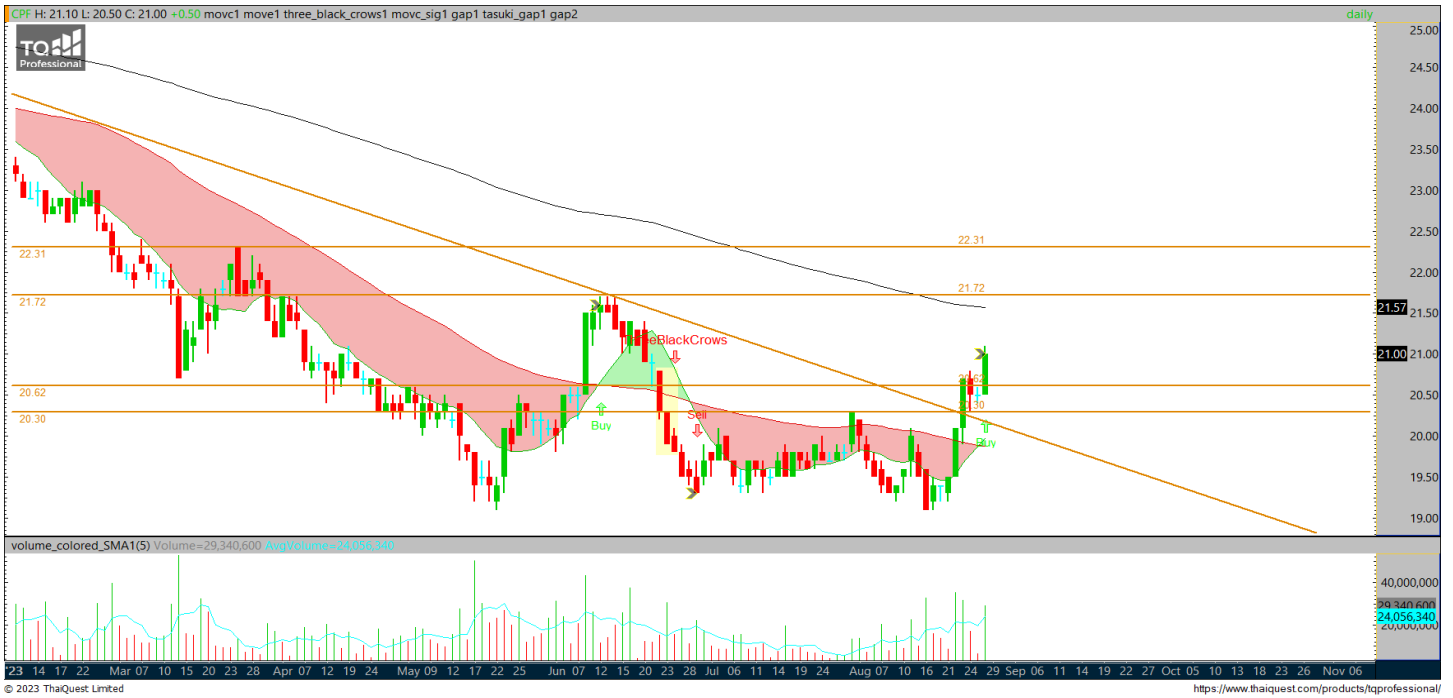 CPF H: 21.10 L: 20.50 C: 21.00 +0.50 movc1 move1 three_black_crows1 movc_sig1 gap1 tasuki_gap1 gap2 daily
TQ
Professional
25.00
24.50
24.00
23.50
23.00
22.50
22.31 22.31
22.00
21.72 21.72
21.57
21.50
ThreeBlackCrows
21.00 21.00
20.62 20.62
20.50
20.30 20.30
Buy Sell Buy
20.00
19.50
19.00
volume_colored_SMA1(5) Volume=29,340,600 AvgVolume=24,056,340
40,000,000
29,340,600
24,056,340
20,000,000
'23 14 17 22 Mar 07 10 15 20 23 28 Apr 07 12 19 24 May 09 12 17 22 25 Jun 07 12 15 20 23 28 Jul 06 11 14 19 24 27 Aug 07 10 16 21 24 29 Sep 06 11 14 19 22 27 Oct 05 10 13 18 23 26 Nov 06
© 2023 ThaiQuest Limited https://www.thaiquest.com/products/tqprofessional/